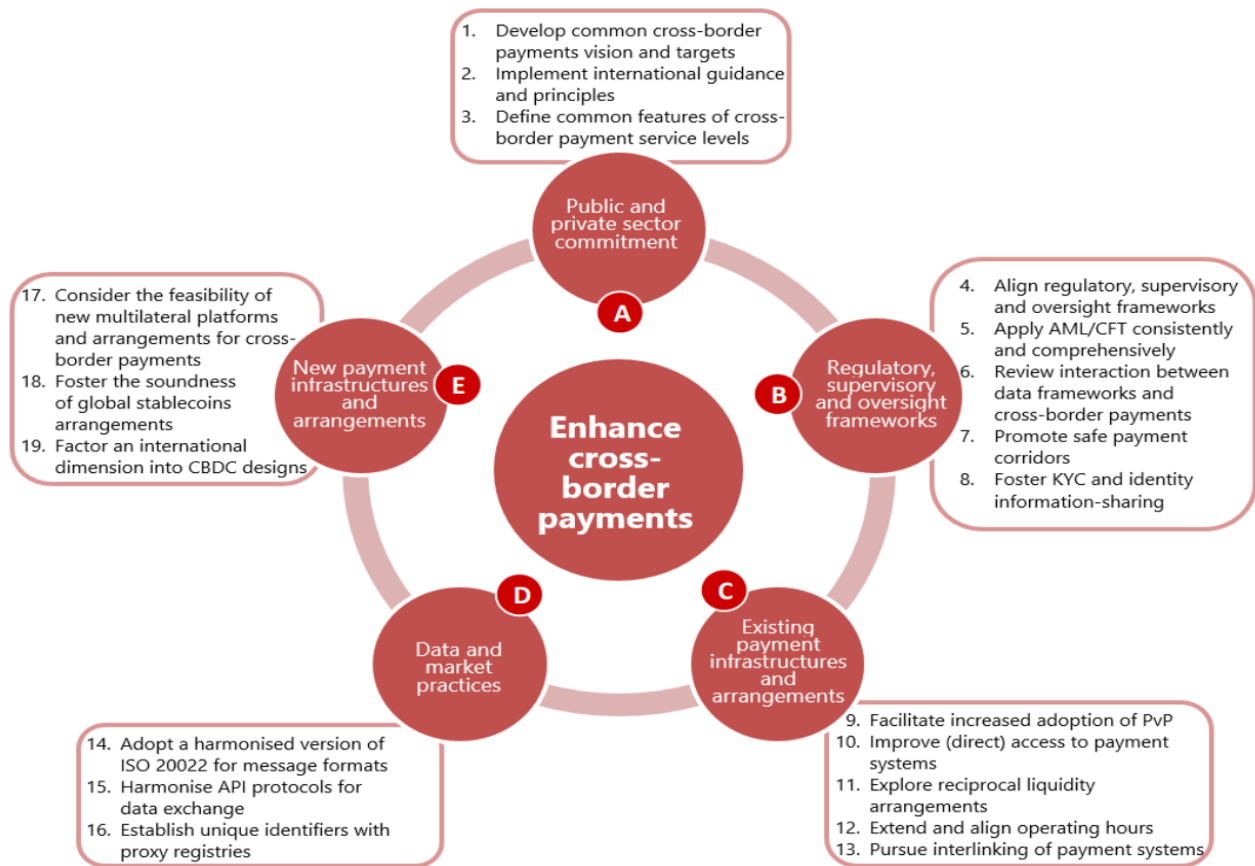 1. Develop common cross-border
payments vision and targets
2. Implement international guidance
and principles
3. Define common features of cross-
border payment service levels
Public and
private sector
commitment
A
17. Consider the feasibility of
new multilateral platforms
and arrangements for cross-
border payments
18. Foster the soundness
of global stablecoins
arrangements
19. Factor an international
dimension into CBDC designs
New payment
infrastructures
and
arrangements
E
Enhance
cross-
border
payments
B
Regulatory,
supervisory
and oversight
frameworks
4. Align regulatory, supervisory
and oversight frameworks
5. Apply AML/CFT consistently
and comprehensively
6. Review interaction between
data frameworks and
cross-border payments
7. Promote safe payment
corridors
8. Foster KYC and identity
information-sharing
D
Data and
market
practices
C
Existing
payment
infrastructures
and
arrangements
14. Adopt a harmonised version of
ISO 20022 for message formats
15. Harmonise API protocols for
data exchange
16. Establish unique identifiers with
proxy registries
9. Facilitate increased adoption of PvP
10. Improve (direct) access to payment
systems
11. Explore reciprocal liquidity
arrangements
12. Extend and align operating hours
13. Pursue interlinking of payment systems